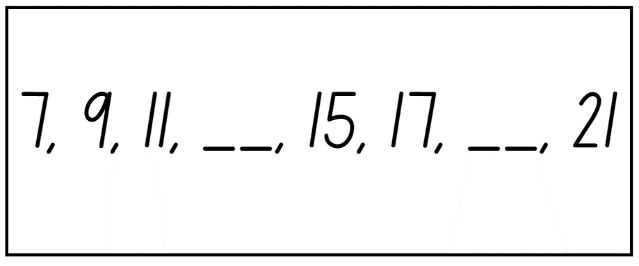 7, 9, 11, __, 15, 17, __, 21